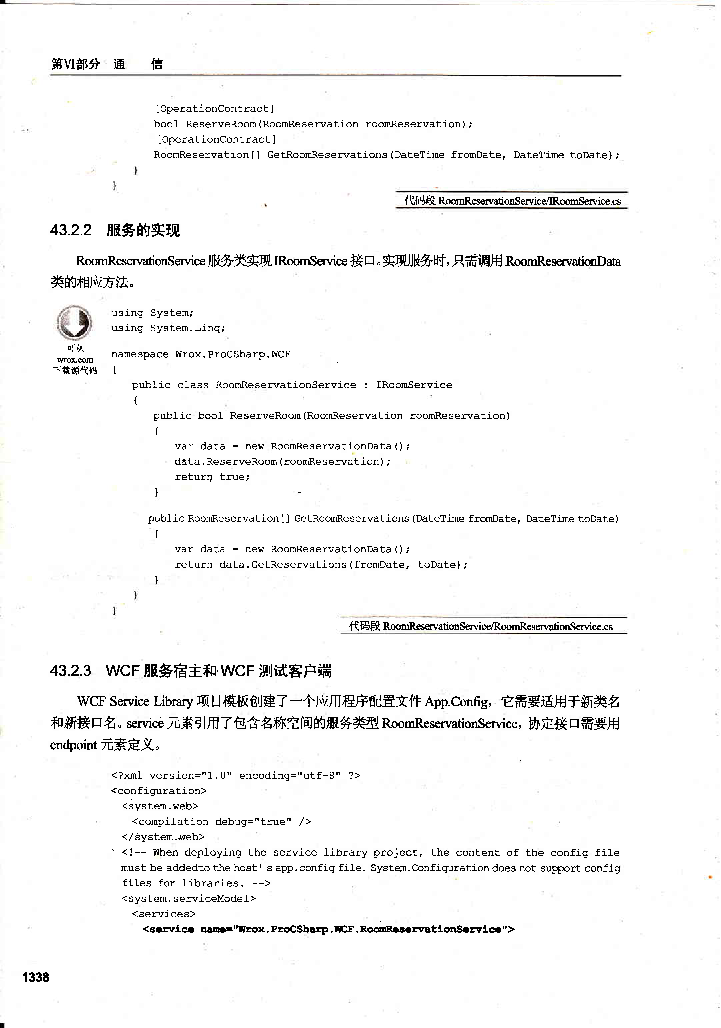 第VI部分 通 信
[OperationContract]
bool ReserveRoom(RoomReservation roomReservation);
[OperationContract]
RoomReservation[] GetRoomReservations(DateTime fromDate, DateTime toDate);
}
}
代码段 RoomReservationService/IRoomService.cs
43.2.2 服务的实现
RoomReservationService 服务类实现 IRoomService 接口。实现服务时，只需调用 RoomReservationData
类的相应方法。
using System;
using System.Linq;
可从
wrox.com
下载源代码
namespace Wrox.ProCSharp.WCF
{
public class RoomReservationService : IRoomService
{
public bool ReserveRoom(RoomReservation roomReservation)
{
var data = new RoomReservationData();
data.ReserveRoom(roomReservation);
return true;
}
public RoomReservation[] GetRoomReservations(DateTime fromDate, DateTime toDate)
{
var data = new RoomReservationData();
return data.GetReservations(fromDate, toDate);
}
}
}
代码段 RoomReservationService/RoomReservationService.cs
43.2.3 WCF 服务宿主和 WCF 测试客户端
WCF Service Library 项目模板创建了一个应用程序配置文件 App.Config，它需要适用于新类名
和新接口名。service 元素引用了包含名称空间的服务类型 RoomReservationService，协定接口需要用
endpoint 元素定义。
<?xml version="1.0" encoding="utf-8" ?>
<configuration>
<system.web>
<compilation debug="true" />
</system.web>
<!-- When deploying the service library project, the content of the config file
must be addedto the host's app.config file. System.Configuration does not support config
files for libraries. -->
<system.serviceModel>
<services>
<service name="Wrox.ProCSharp.WCF.RoomReservationService">
1338